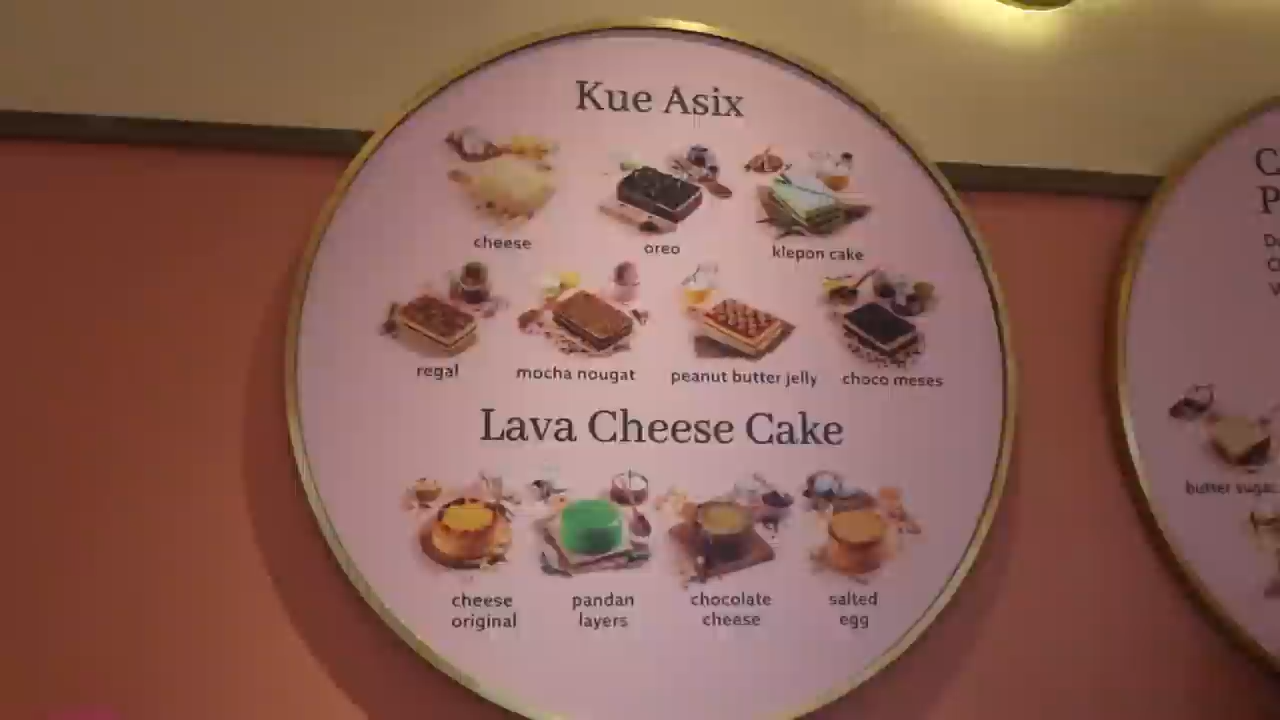 Kue Asix
cheese
oreo
klepon cake
regal
mocha nougat
peanut butter jelly
choco meses
Lava Cheese Cake
cheese
original
pandan
layers
chocolate
cheese
salted
egg
butter sugar